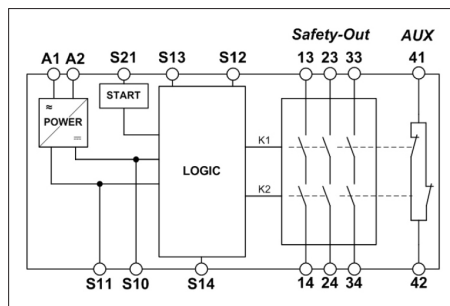 Safety-Out AUX
A1 A2 S21 S13 S12 13 23 33 41
START
≈
POWER
K1
LOGIC
K2
S11 S10 S14 14 24 34 42